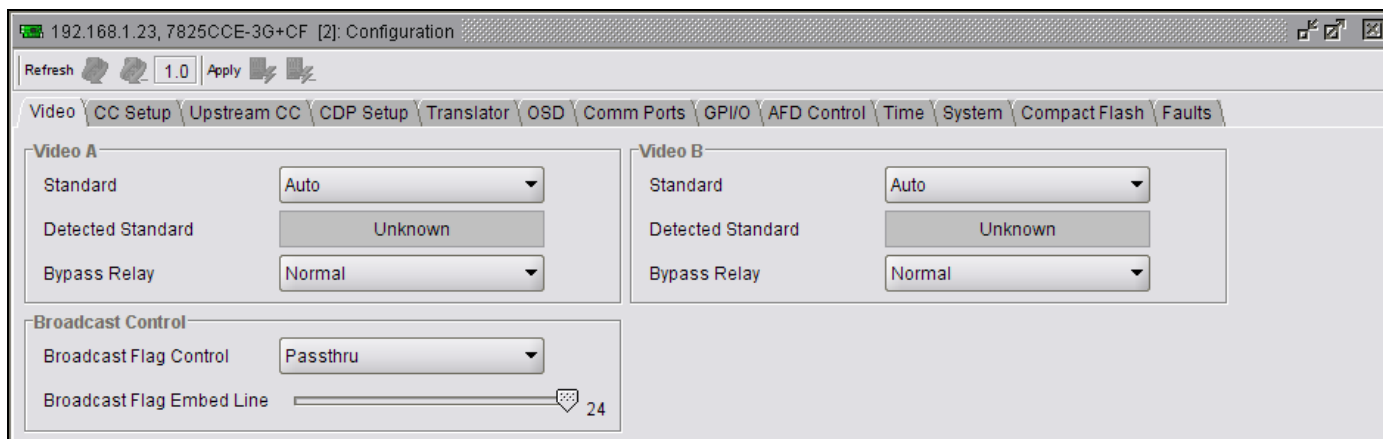 192.168.1.23, 7825CCE-3G+CF [2]: Configuration
Refresh 1.0 Apply
Video CC Setup Upstream CC CDP Setup Translator OSD Comm Ports GPI/O AFD Control Time System Compact Flash Faults
Video A
Standard Auto
Detected Standard Unknown
Bypass Relay Normal
Video B
Standard Auto
Detected Standard Unknown
Bypass Relay Normal
Broadcast Control
Broadcast Flag Control Passthru
Broadcast Flag Embed Line 24